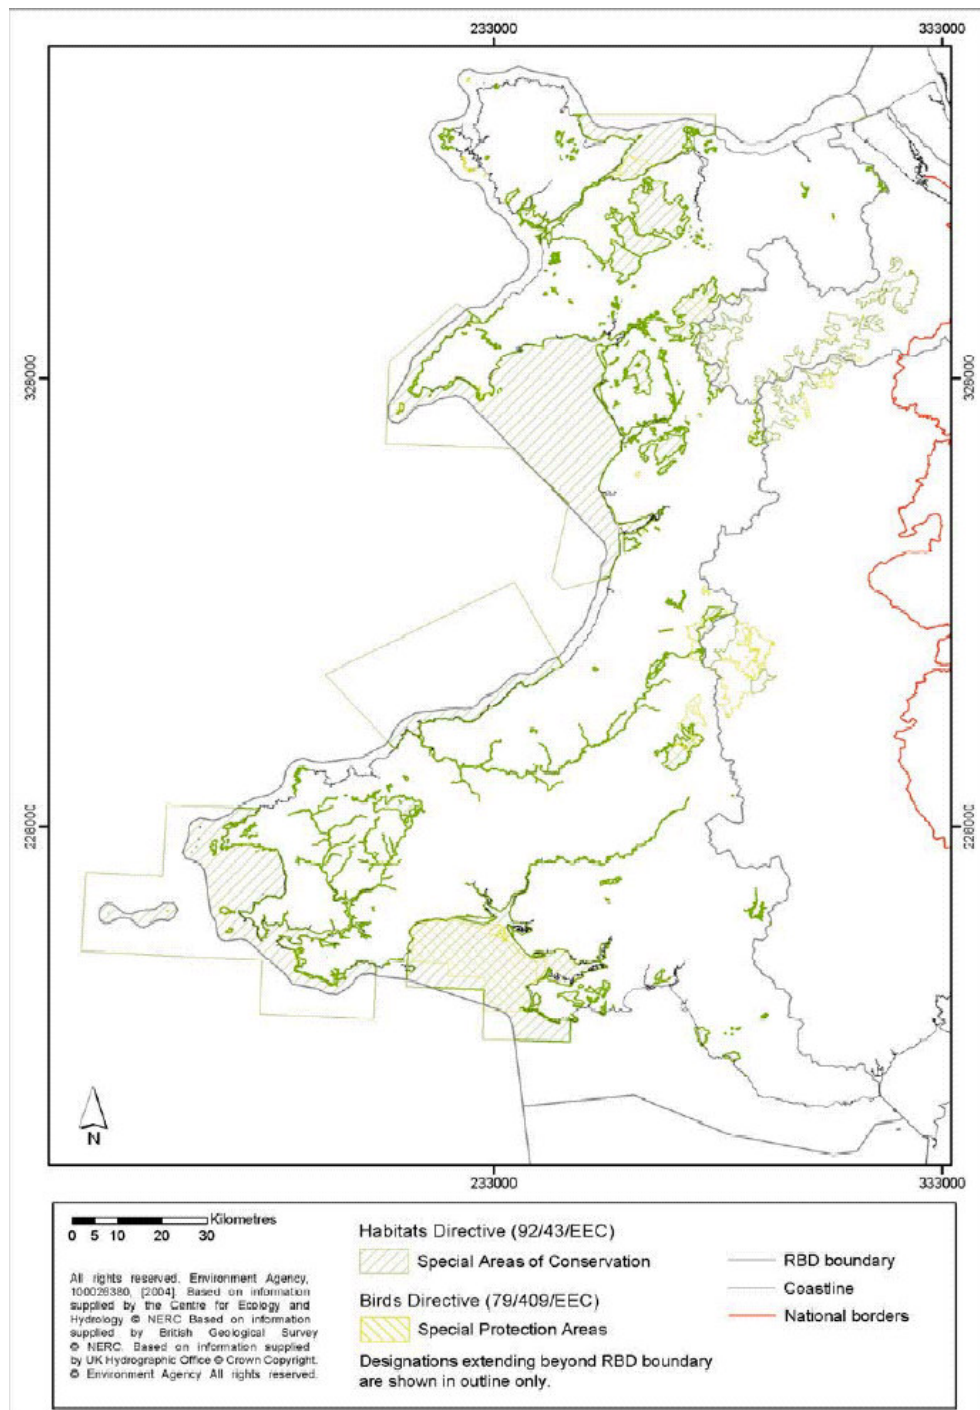 233000 333000
328000 328000
228000 228000
N
233000 333000
Kilometres
0 5 10 20 30
All rights reserved. Environment Agency,
100026380, [2004]. Based on information
supplied by the Centre for Ecology and
Hydrology © NERC Based on information
supplied by British Geological Survey
© NERC. Based on information supplied
by UK Hydrographic Office © Crown Copyright.
© Environment Agency All rights reserved.
Habitats Directive (92/43/EEC)
Special Areas of Conservation
Birds Directive (79/409/EEC)
Special Protection Areas
Designations extending beyond RBD boundary
are shown in outline only.
RBD boundary
Coastline
National borders